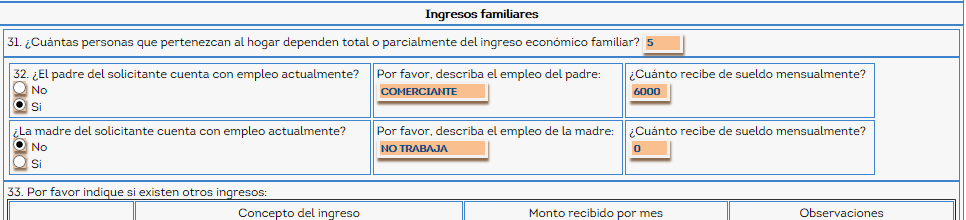 Ingresos familiares
31. ¿Cuántas personas que pertenezcan al hogar dependen total o parcialmente del ingreso económico familiar? 5
32. ¿El padre del solicitante cuenta con empleo actualmente?
No
Si
Por favor, describa el empleo del padre:
COMERCIANTE
¿Cuánto recibe de sueldo mensualmente?
6000
¿La madre del solicitante cuenta con empleo actualmente?
No
Si
Por favor, describa el empleo de la madre:
NO TRABAJA
¿Cuánto recibe de sueldo mensualmente?
0
33. Por favor indique si existen otros ingresos:
Concepto del ingreso
Monto recibido por mes
Observaciones